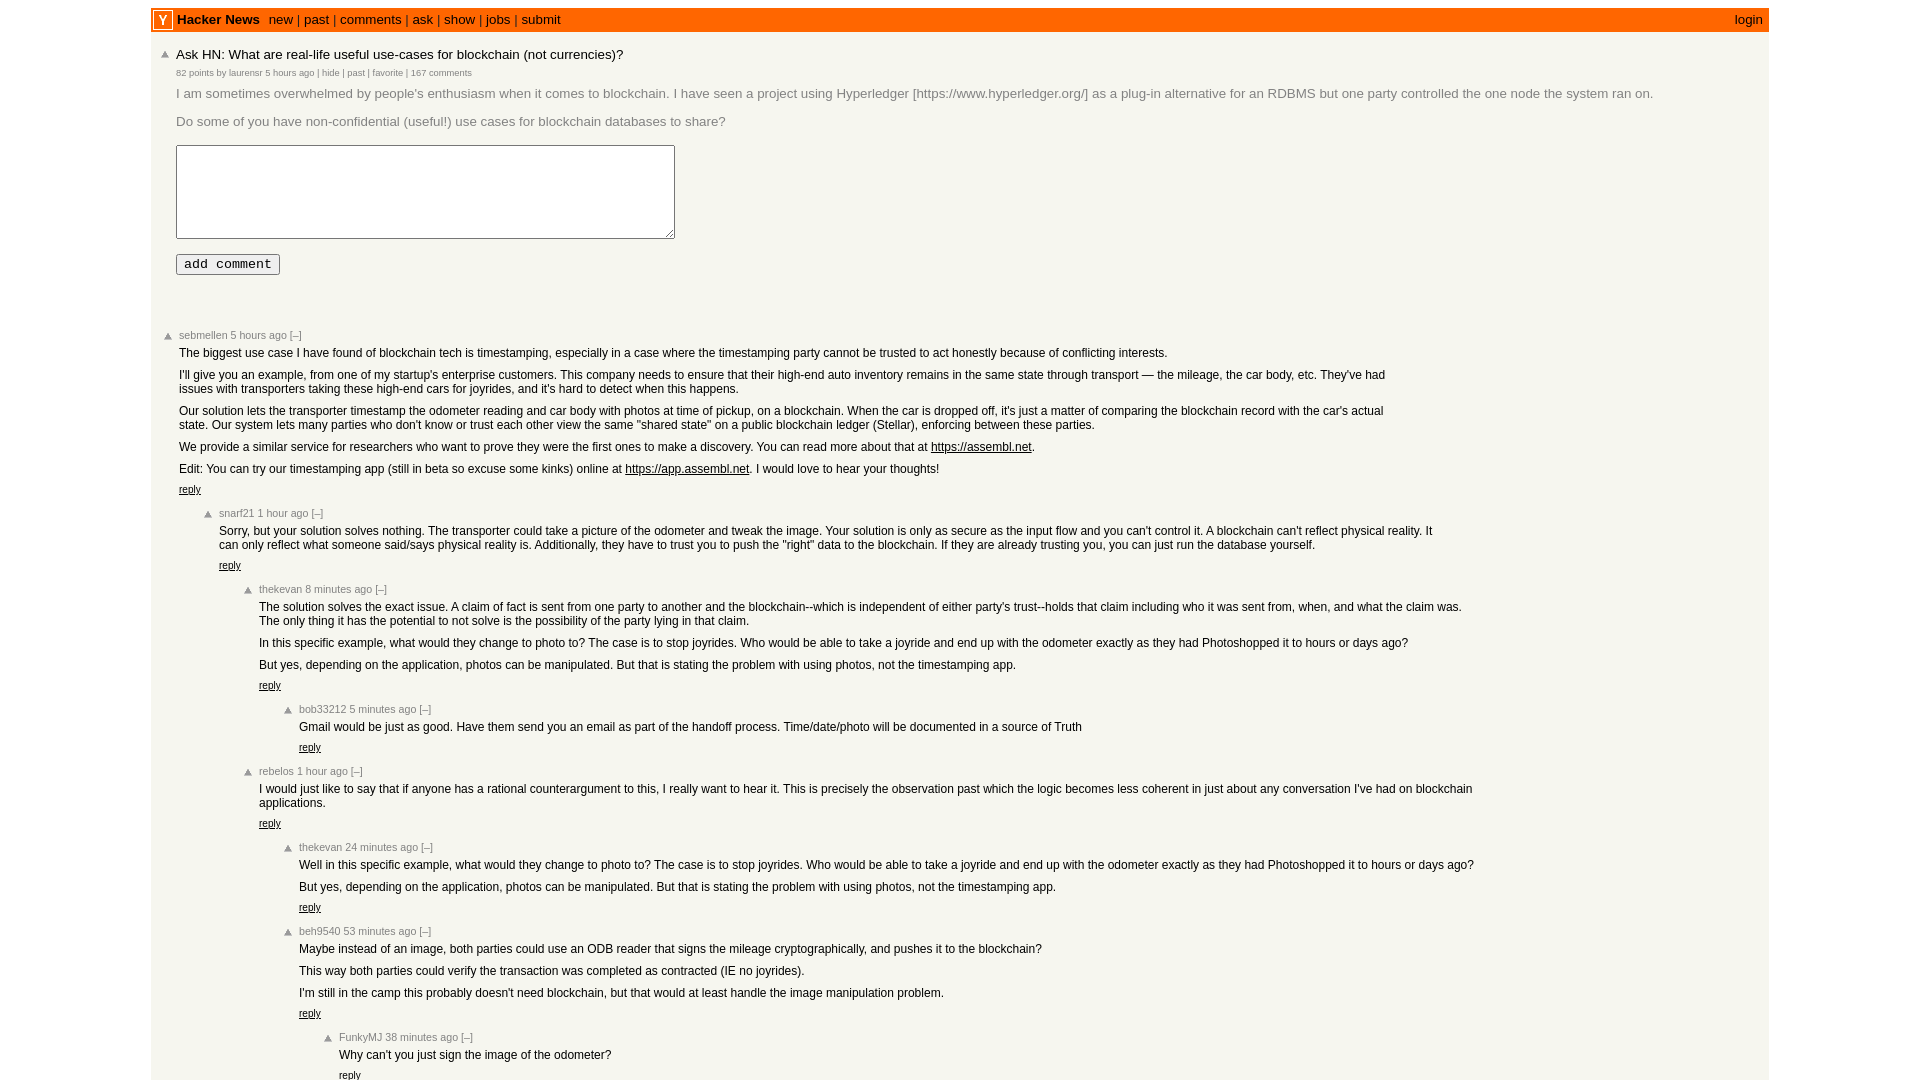 Y Hacker News new | past | comments | ask | show | jobs | submit login
Ask HN: What are real-life useful use-cases for blockchain (not currencies)?
82 points by laurensr 5 hours ago | hide | past | favorite | 167 comments
I am sometimes overwhelmed by people's enthusiasm when it comes to blockchain. I have seen a project using Hyperledger [https://www.hyperledger.org/] as a plug-in alternative for an RDBMS but one party controlled the one node the system ran on.
Do some of you have non-confidential (useful!) use cases for blockchain databases to share?
add comment
sebmellen 5 hours ago [–]
The biggest use case I have found of blockchain tech is timestamping, especially in a case where the timestamping party cannot be trusted to act honestly because of conflicting interests.
I'll give you an example, from one of my startup's enterprise customers. This company needs to ensure that their high-end auto inventory remains in the same state through transport — the mileage, the car body, etc. They've had
issues with transporters taking these high-end cars for joyrides, and it's hard to detect when this happens.
Our solution lets the transporter timestamp the odometer reading and car body with photos at time of pickup, on a blockchain. When the car is dropped off, it's just a matter of comparing the blockchain record with the car's actual
state. Our system lets many parties who don't know or trust each other view the same "shared state" on a public blockchain ledger (Stellar), enforcing between these parties.
We provide a similar service for researchers who want to prove they were the first ones to make a discovery. You can read more about that at https://assembl.net.
Edit: You can try our timestamping app (still in beta so excuse some kinks) online at https://app.assembl.net. I would love to hear your thoughts!
reply
snarf21 1 hour ago [–]
Sorry, but your solution solves nothing. The transporter could take a picture of the odometer and tweak the image. Your solution is only as secure as the input flow and you can't control it. A blockchain can't reflect physical reality. It
can only reflect what someone said/says physical reality is. Additionally, they have to trust you to push the "right" data to the blockchain. If they are already trusting you, you can just run the database yourself.
reply
thekevan 8 minutes ago [–]
The solution solves the exact issue. A claim of fact is sent from one party to another and the blockchain--which is independent of either party's trust--holds that claim including who it was sent from, when, and what the claim was.
The only thing it has the potential to not solve is the possibility of the party lying in that claim.
In this specific example, what would they change to photo to? The case is to stop joyrides. Who would be able to take a joyride and end up with the odometer exactly as they had Photoshopped it to hours or days ago?
But yes, depending on the application, photos can be manipulated. But that is stating the problem with using photos, not the timestamping app.
reply
bob33212 5 minutes ago [–]
Gmail would be just as good. Have them send you an email as part of the handoff process. Time/date/photo will be documented in a source of Truth
reply
rebelos 1 hour ago [–]
I would just like to say that if anyone has a rational counterargument to this, I really want to hear it. This is precisely the observation past which the logic becomes less coherent in just about any conversation I've had on blockchain
applications.
reply
thekevan 24 minutes ago [–]
Well in this specific example, what would they change to photo to? The case is to stop joyrides. Who would be able to take a joyride and end up with the odometer exactly as they had Photoshopped it to hours or days ago?
But yes, depending on the application, photos can be manipulated. But that is stating the problem with using photos, not the timestamping app.
reply
beh9540 53 minutes ago [–]
Maybe instead of an image, both parties could use an ODB reader that signs the mileage cryptographically, and pushes it to the blockchain?
This way both parties could verify the transaction was completed as contracted (IE no joyrides).
I'm still in the camp this probably doesn't need blockchain, but that would at least handle the image manipulation problem.
reply
FunkyMJ 38 minutes ago [–]
Why can't you just sign the image of the odometer?
reply